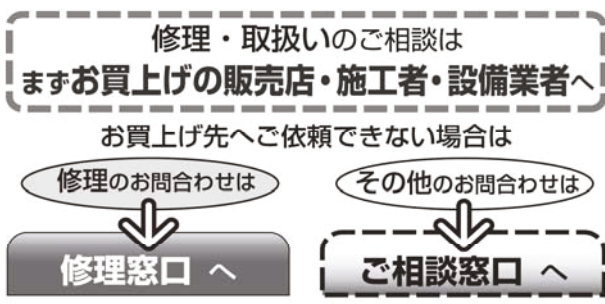 修理・取扱いのご相談は
まずお買上げの販売店・施工者・設備業者へ
お買上げ先へご依頼できない場合は
修理のお問合わせは
その他のお問合わせは
修理窓口 へ
ご相談窓口 へ